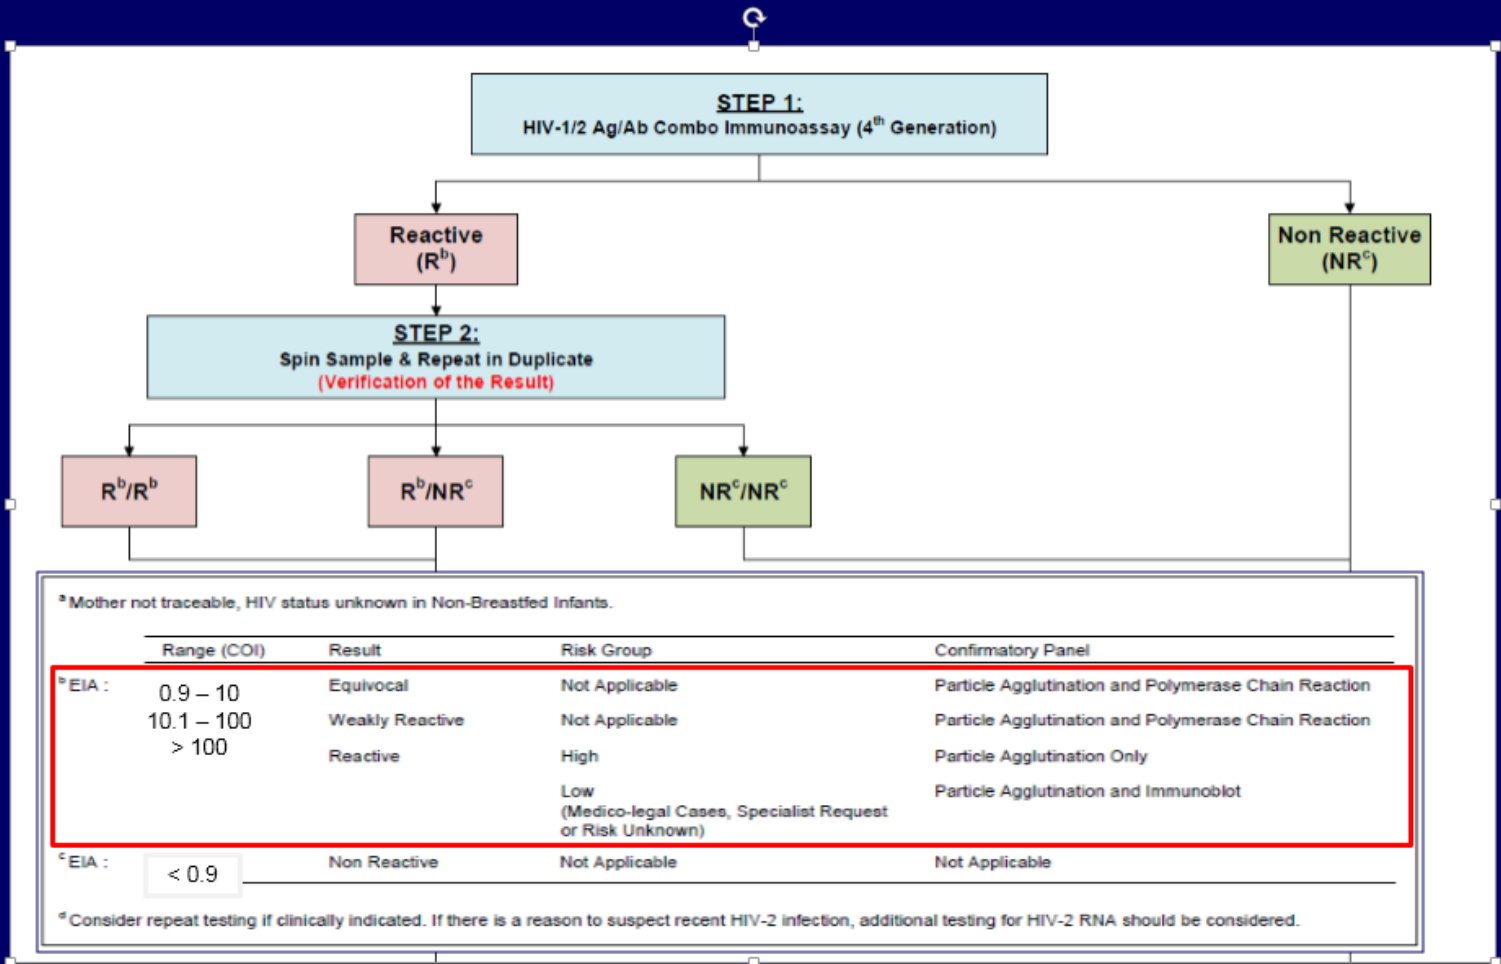 STEP 1:
HIV-1/2 Ag/Ab Combo Immunoassay (4th Generation)
Reactive
(Rb)
Non Reactive
(NRc)
STEP 2:
Spin Sample & Repeat in Duplicate
(Verification of the Result)
Rb/Rb
Rb/NRc
NRc/NRc
a Mother not traceable, HIV status unknown in Non-Breastfed Infants.
Range (COI) Result Risk Group Confirmatory Panel
b EIA : 0.9 – 10 Equivocal Not Applicable Particle Agglutination and Polymerase Chain Reaction
10.1 – 100 Weakly Reactive Not Applicable Particle Agglutination and Polymerase Chain Reaction
> 100 Reactive High Particle Agglutination Only
Low Particle Agglutination and Immunoblot
(Medico-legal Cases, Specialist Request
or Risk Unknown)
c EIA : < 0.9 Non Reactive Not Applicable Not Applicable
d Consider repeat testing if clinically indicated. If there is a reason to suspect recent HIV-2 infection, additional testing for HIV-2 RNA should be considered.